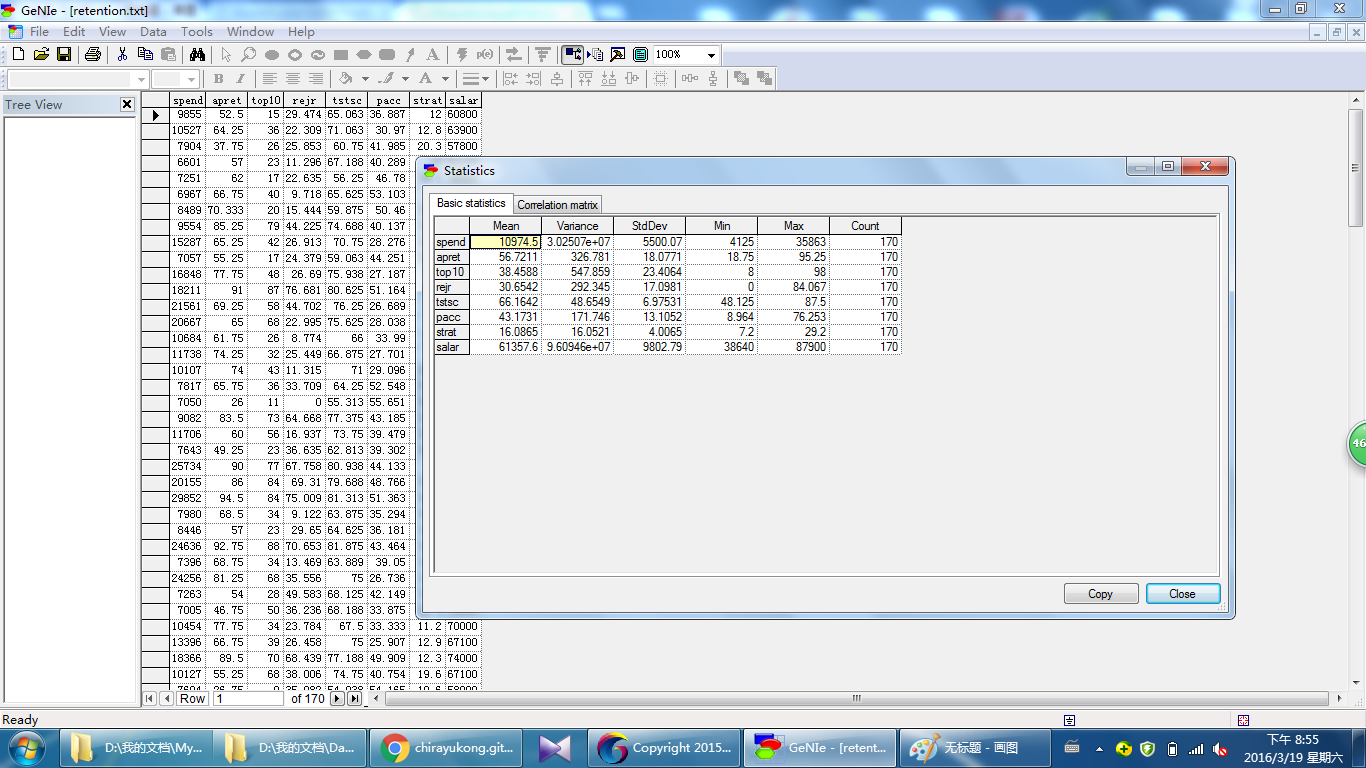 GeNIe - [retention.txt]
File Edit View Data Tools Window Help
100%
B I A
Tree View
spend apret top10 rejr tstsc pacc strat salar
9855 52.5 15 29.474 65.063 36.887 12 60800
10527 64.25 36 22.309 71.063 30.97 12.8 63900
7904 37.75 26 25.853 60.75 41.985 20.3 57800
6601 57 23 11.296 67.188 40.289
7251 62 17 22.635 56.25 46.78
6967 66.75 40 9.718 65.625 53.103
8489 70.333 20 15.444 59.875 50.46
9554 85.25 79 44.225 74.688 40.137
15287 65.25 42 26.913 70.75 28.276
7057 55.25 17 24.379 59.063 44.251
16848 77.75 48 26.69 75.938 27.187
18211 91 87 76.681 80.625 51.164
21561 69.25 58 44.702 76.25 26.689
20667 65 68 22.995 75.625 28.038
10684 61.75 26 8.774 66 33.99
11738 74.25 32 25.449 66.875 27.701
10107 74 43 11.315 71 29.096
7817 65.75 36 33.709 64.25 52.548
7050 26 11 0 55.313 55.651
9082 83.5 73 64.668 77.375 43.185
11706 60 56 16.937 73.75 39.479
7643 49.25 23 36.635 62.813 39.302
25734 90 77 67.758 80.938 44.133
20155 86 84 69.31 79.688 48.766
29852 94.5 84 75.009 81.313 51.363
7980 68.5 34 9.122 63.875 35.294
8446 57 23 29.65 64.625 36.181
24636 92.75 88 70.653 81.875 43.464
7396 68.75 34 13.469 63.889 39.05
24256 81.25 68 35.556 75 26.736
7263 54 28 49.583 68.125 42.149
7005 46.75 50 36.236 68.188 33.875
10454 77.75 34 23.784 67.5 33.333 11.2 70000
13396 66.75 39 26.458 75 25.907 12.9 67100
18366 89.5 70 68.439 77.188 49.909 12.3 74000
10127 55.25 68 38.006 74.75 40.754 19.6 67100
Row 1 of 170
Statistics
Basic statistics Correlation matrix
Mean Variance StdDev Min Max Count
spend 10974.5 3.02507e+07 5500.07 4125 35863 170
apret 56.7211 326.781 18.0771 18.75 95.25 170
top10 38.4588 547.859 23.4064 8 98 170
rejr 30.6542 292.345 17.0981 0 84.067 170
tstsc 66.1642 48.6549 6.97531 48.125 87.5 170
pacc 43.1731 171.746 13.1052 8.964 76.253 170
strat 16.0865 16.0521 4.0065 7.2 29.2 170
salar 61357.6 9.60946e+07 9802.79 38640 87900 170
Copy Close
46
Ready
D:\我的文档\My... D:\我的文档\Da... chirayukong.git... Copyright 2015... GeNIe - [retent... 无标题 - 画图
下午 8:55
2016/3/19 星期六